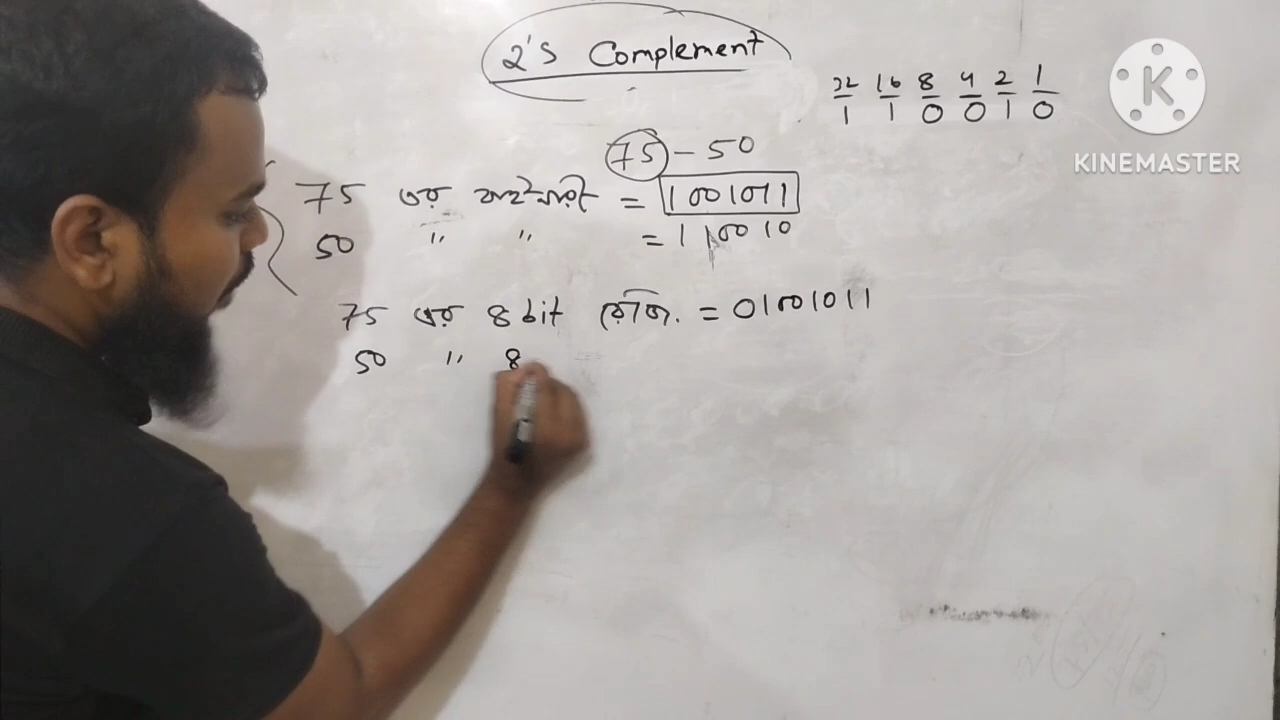 2's Complement
32 16 8 4 2 1
1 1 0 0 1 0
KINEMASTER
75 - 50
75 এর বাইনারী = 1001011
50 " " = 110010
75 এর 8 bit রেজি. = 01001011
50 " 8